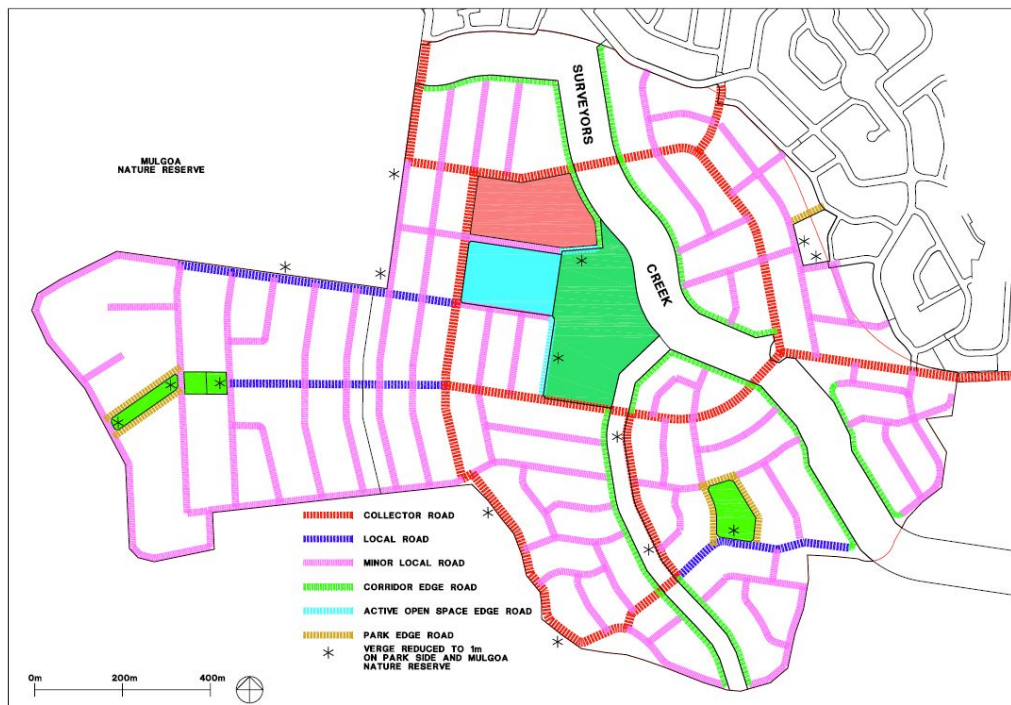 SURVEYORS
CREEK
MULGOA
NATURE RESERVE
COLLECTOR ROAD
LOCAL ROAD
MINOR LOCAL ROAD
CORRIDOR EDGE ROAD
ACTIVE OPEN SPACE EDGE ROAD
PARK EDGE ROAD
VERGE REDUCED TO 1m
ON PARK SIDE AND MULGOA
NATURE RESERVE
0m 200m 400m